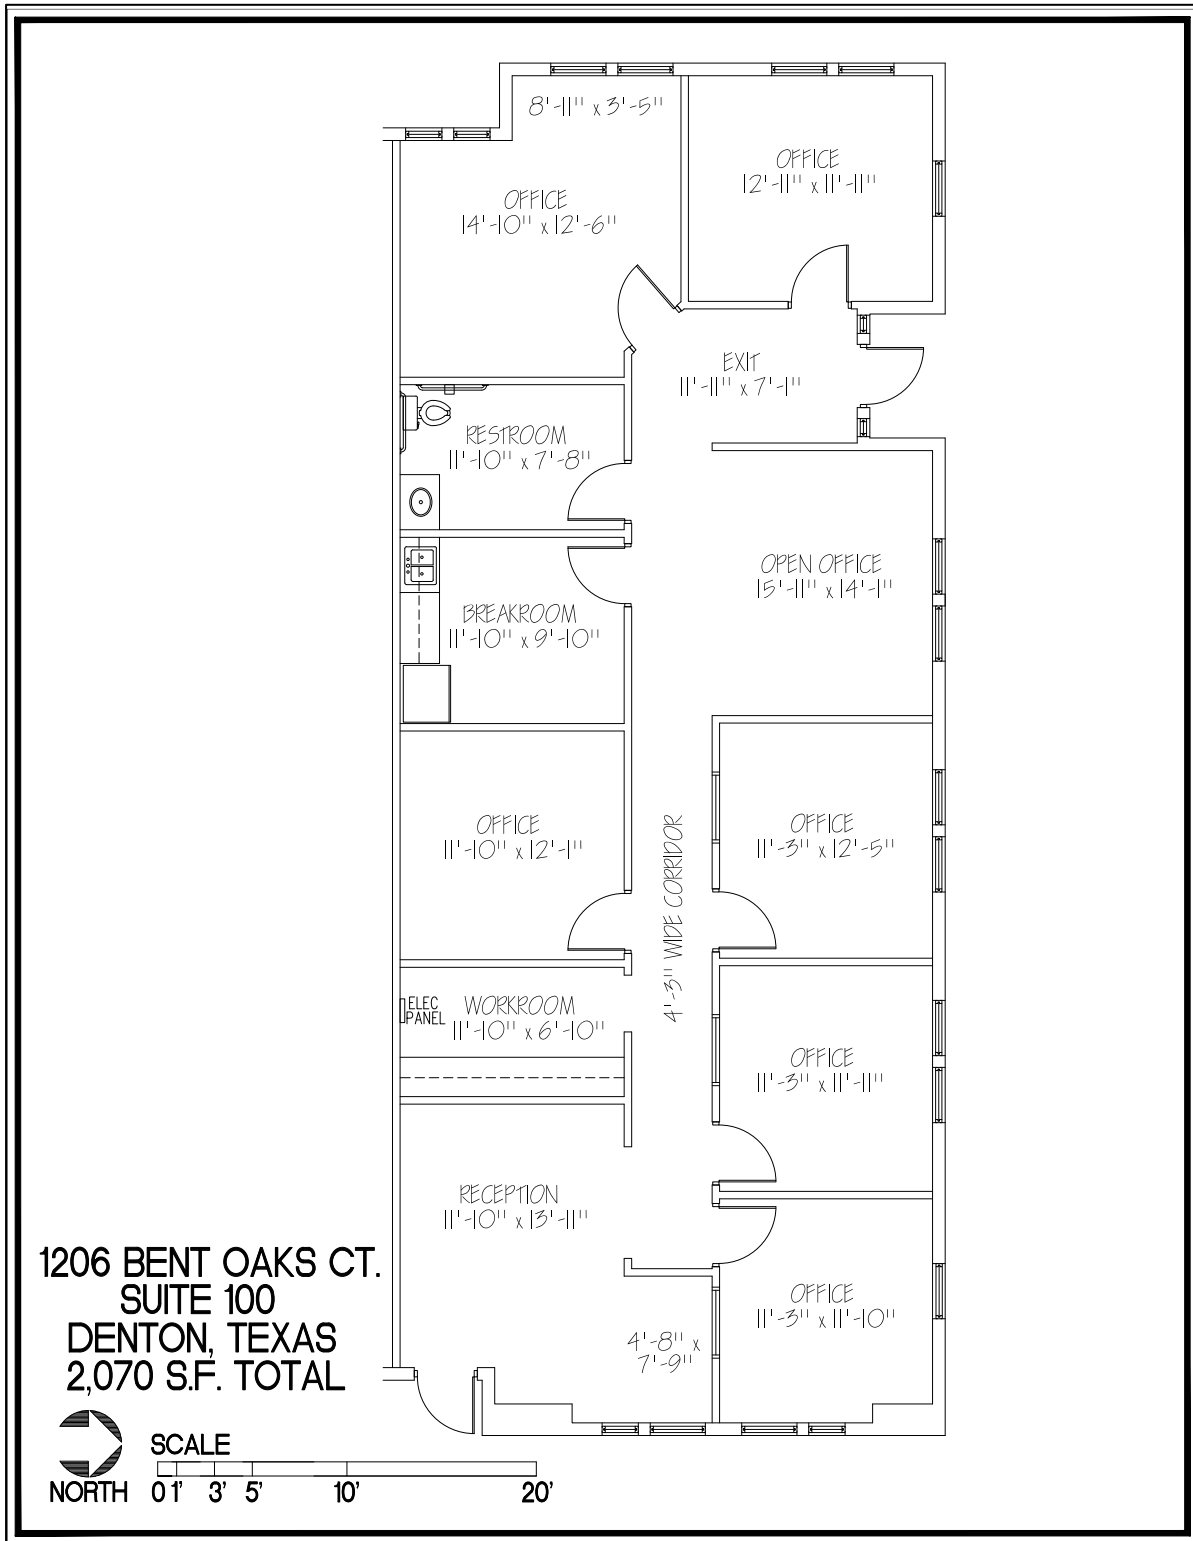 8'-11" x 3'-5"
OFFICE
12'-11" x 11'-11"
OFFICE
14'-10" x 12'-6"
EXIT
11'-11" x 7'-1"
RESTROOM
11'-10" x 7'-8"
OPEN OFFICE
15'-11" x 14'-1"
BREAKROOM
11'-10" x 9'-10"
OFFICE
11'-10" x 12'-1"
OFFICE
11'-3" x 12'-5"
4'-3" WIDE CORRIDOR
ELEC
PANEL
WORKROOM
11'-10" x 6'-10"
OFFICE
11'-3" x 11'-11"
RECEPTION
11'-10" x 13'-11"
OFFICE
11'-3" x 11'-10"
4'-8" x
7'-9"
1206 BENT OAKS CT.
SUITE 100
DENTON, TEXAS
2,070 S.F. TOTAL
NORTH
SCALE
0 1' 3' 5' 10' 20'